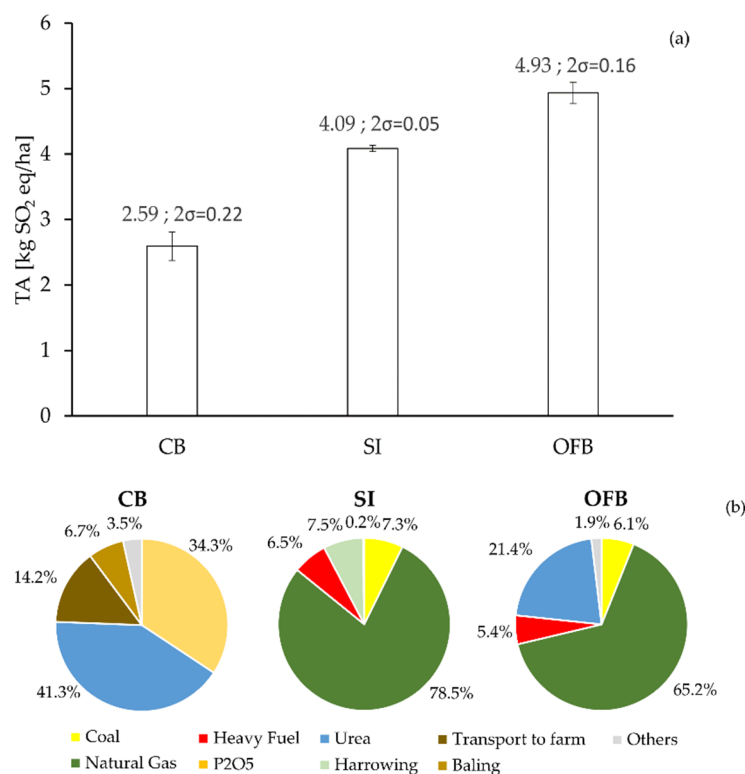 (a)
TA [kg SO₂ eq/ha]
6
5
4
3
2
1
0
2.59 ; 2σ=0.22
4.09 ; 2σ=0.05
4.93 ; 2σ=0.16
CB SI OFB
(b)
CB
3.5%
6.7%
34.3%
14.2%
41.3%
SI
7.5% 0.2% 7.3%
6.5%
78.5%
OFB
1.9% 6.1%
21.4%
5.4%
65.2%
Coal Heavy Fuel Urea Transport to farm Others
Natural Gas P2O5 Harrowing Baling